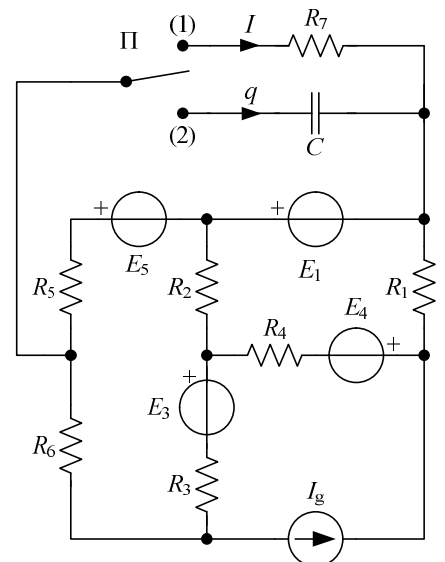 (1)
I
R7
П
q
(2)
C
+
+
E5
E1
R5
R2
R1
R4
E4
+
+
E3
R6
R3
Ig